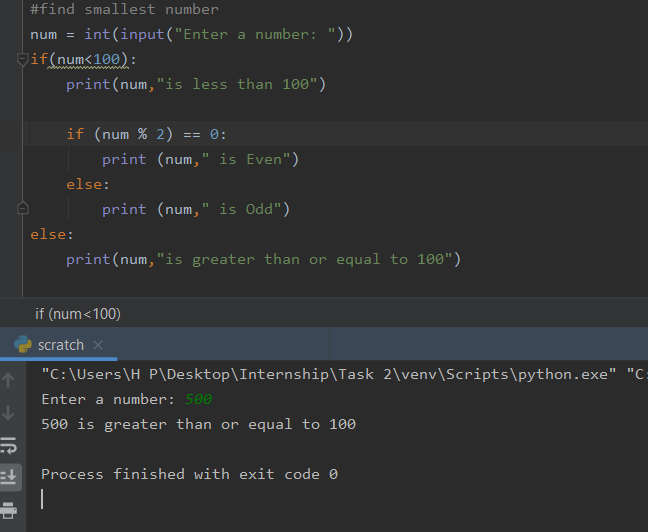 #find smallest number
num = int(input("Enter a number: "))
if(num<100):
    print(num,"is less than 100")
    if (num % 2) == 0:
        print (num," is Even")
    else:
        print (num," is Odd")
else:
    print(num,"is greater than or equal to 100")
if (num<100)
scratch
"C:\Users\H P\Desktop\Internship\Task 2\venv\Scripts\python.exe" "C:
Enter a number: 500
500 is greater than or equal to 100
Process finished with exit code 0